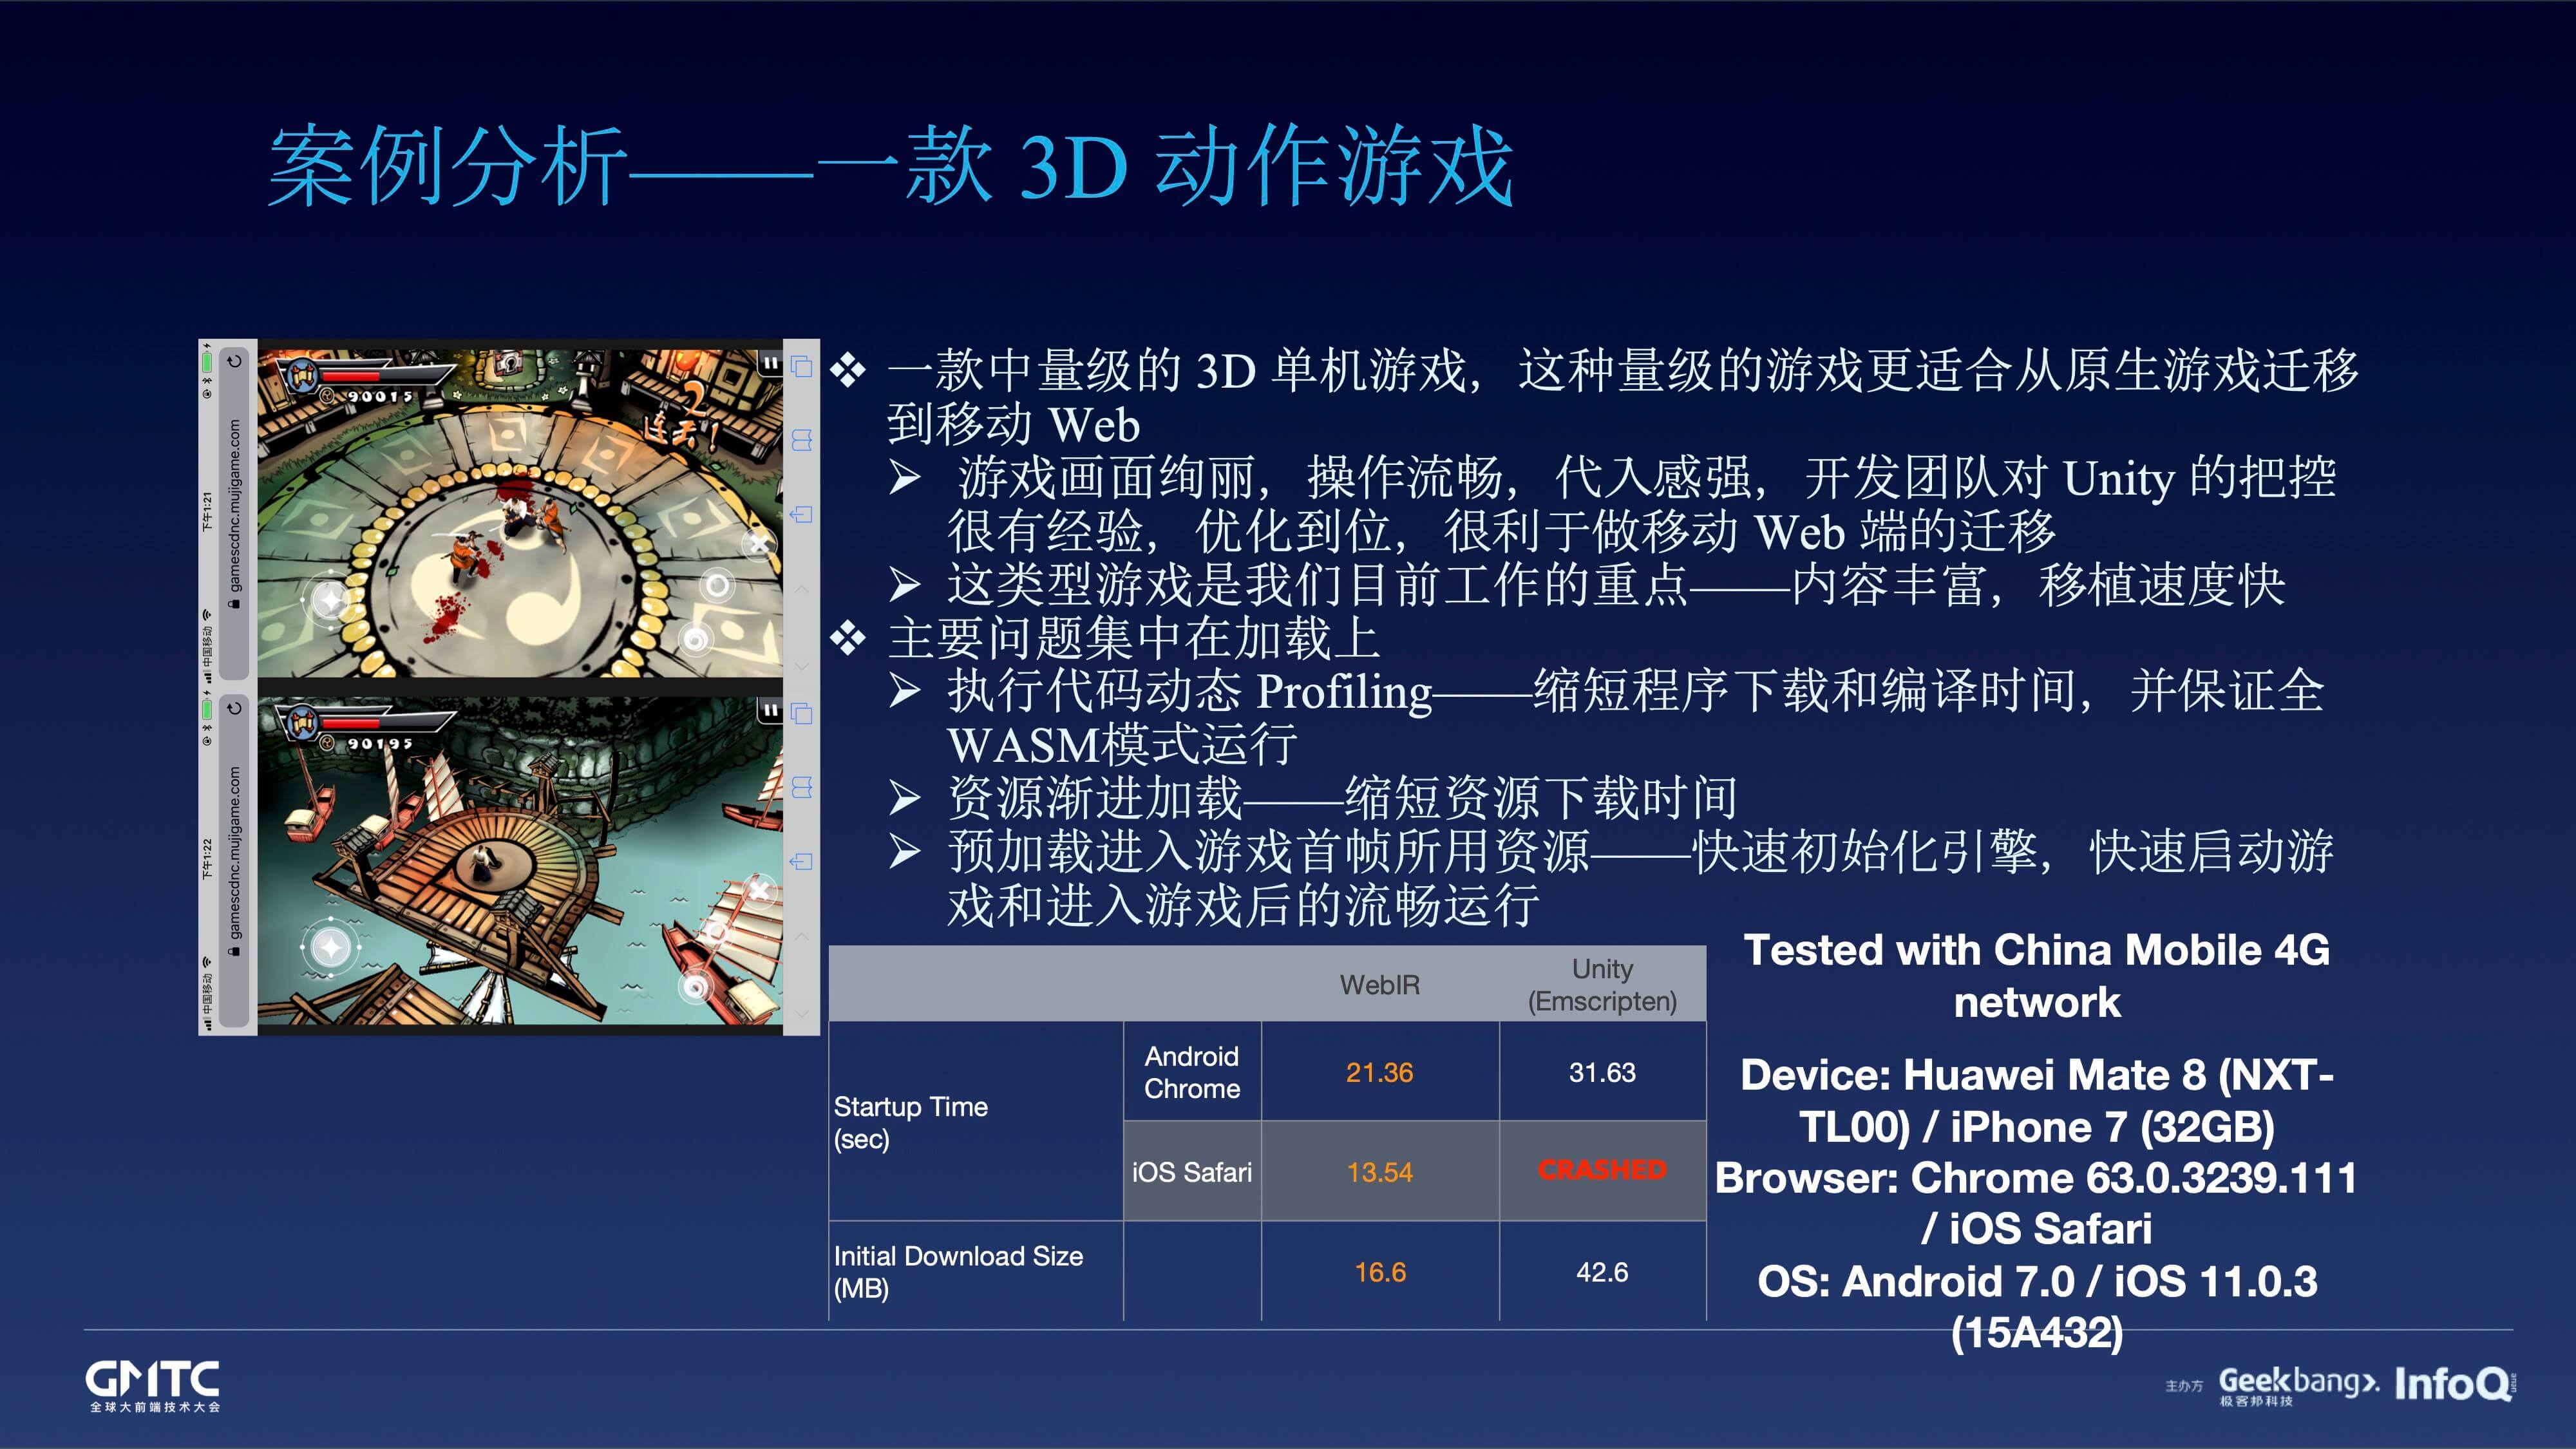 案例分析——一款 3D 动作游戏
中国移动 下午1:21
gamescdnc.mujigame.com
90015
2
连击!
中国移动 下午1:22
gamescdnc.mujigame.com
90195
❖ 一款中量级的 3D 单机游戏，这种量级的游戏更适合从原生游戏迁移
到移动 Web
➢ 游戏画面绚丽，操作流畅，代入感强，开发团队对 Unity 的把控
很有经验，优化到位，很利于做移动 Web 端的迁移
➢ 这类型游戏是我们目前工作的重点——内容丰富，移植速度快
❖ 主要问题集中在加载上
➢ 执行代码动态 Profiling——缩短程序下载和编译时间，并保证全
WASM模式运行
➢ 资源渐进加载——缩短资源下载时间
➢ 预加载进入游戏首帧所用资源——快速初始化引擎，快速启动游
戏和进入游戏后的流畅运行
WebIR
Unity
(Emscripten)
Startup Time
(sec)
Android
Chrome
21.36
31.63
iOS Safari
13.54
CRASHED
Initial Download Size
(MB)
16.6
42.6
Tested with China Mobile 4G
network
Device: Huawei Mate 8 (NXT-
TL00) / iPhone 7 (32GB)
Browser: Chrome 63.0.3239.111
/ iOS Safari
OS: Android 7.0 / iOS 11.0.3
(15A432)
GMTC
全球大前端技术大会
主办方
Geekbang>.
极客邦科技
InfoQ